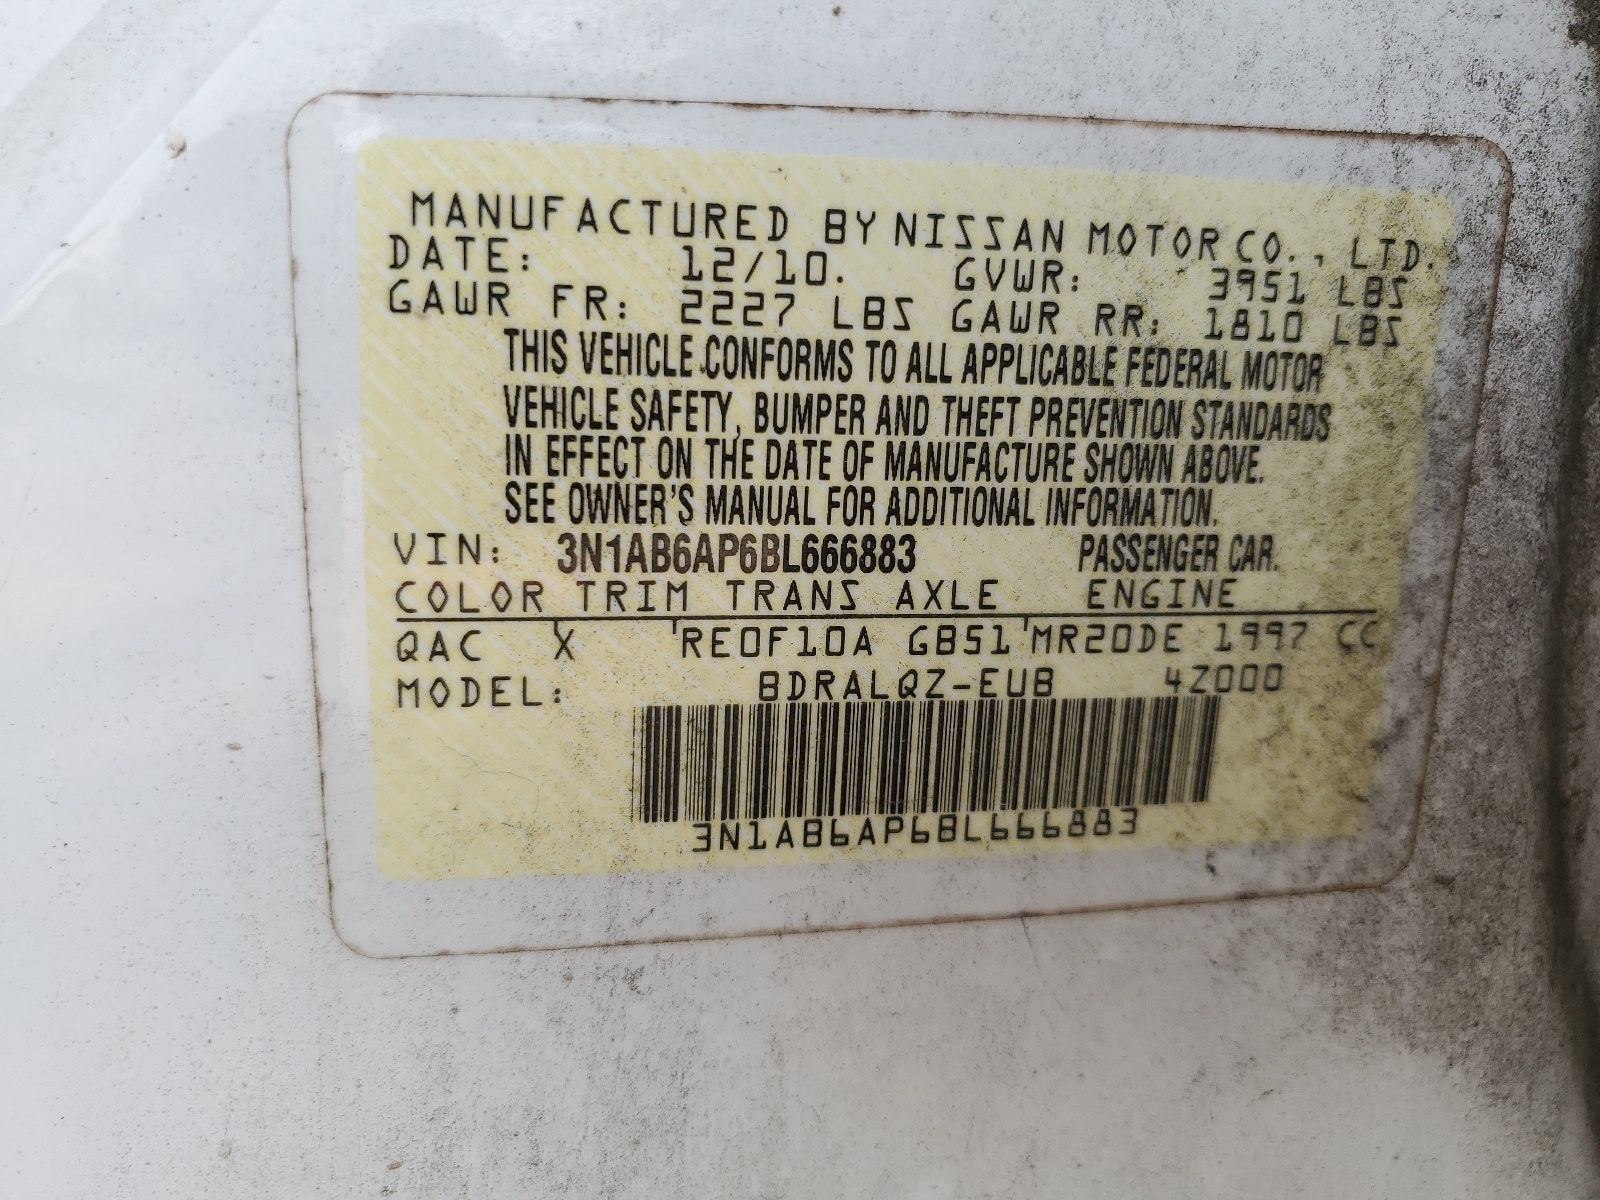 MANUFACTURED BY NISSAN MOTOR CO., LTD.
DATE: 12/10. GVWR: 3951 LBS
GAWR FR: 2227 LBS GAWR RR: 1810 LBS
THIS VEHICLE CONFORMS TO ALL APPLICABLE FEDERAL MOTOR
VEHICLE SAFETY, BUMPER AND THEFT PREVENTION STANDARDS
IN EFFECT ON THE DATE OF MANUFACTURE SHOWN ABOVE.
SEE OWNER'S MANUAL FOR ADDITIONAL INFORMATION.
VIN: 3N1AB6AP6BL666883 PASSENGER CAR.
COLOR TRIM TRANS AXLE ENGINE
QAC X RE0F10A GB51 MR20DE 1997 CC
MODEL: BDRALQZ-EUB 4Z000
3N1AB6AP6BL666883